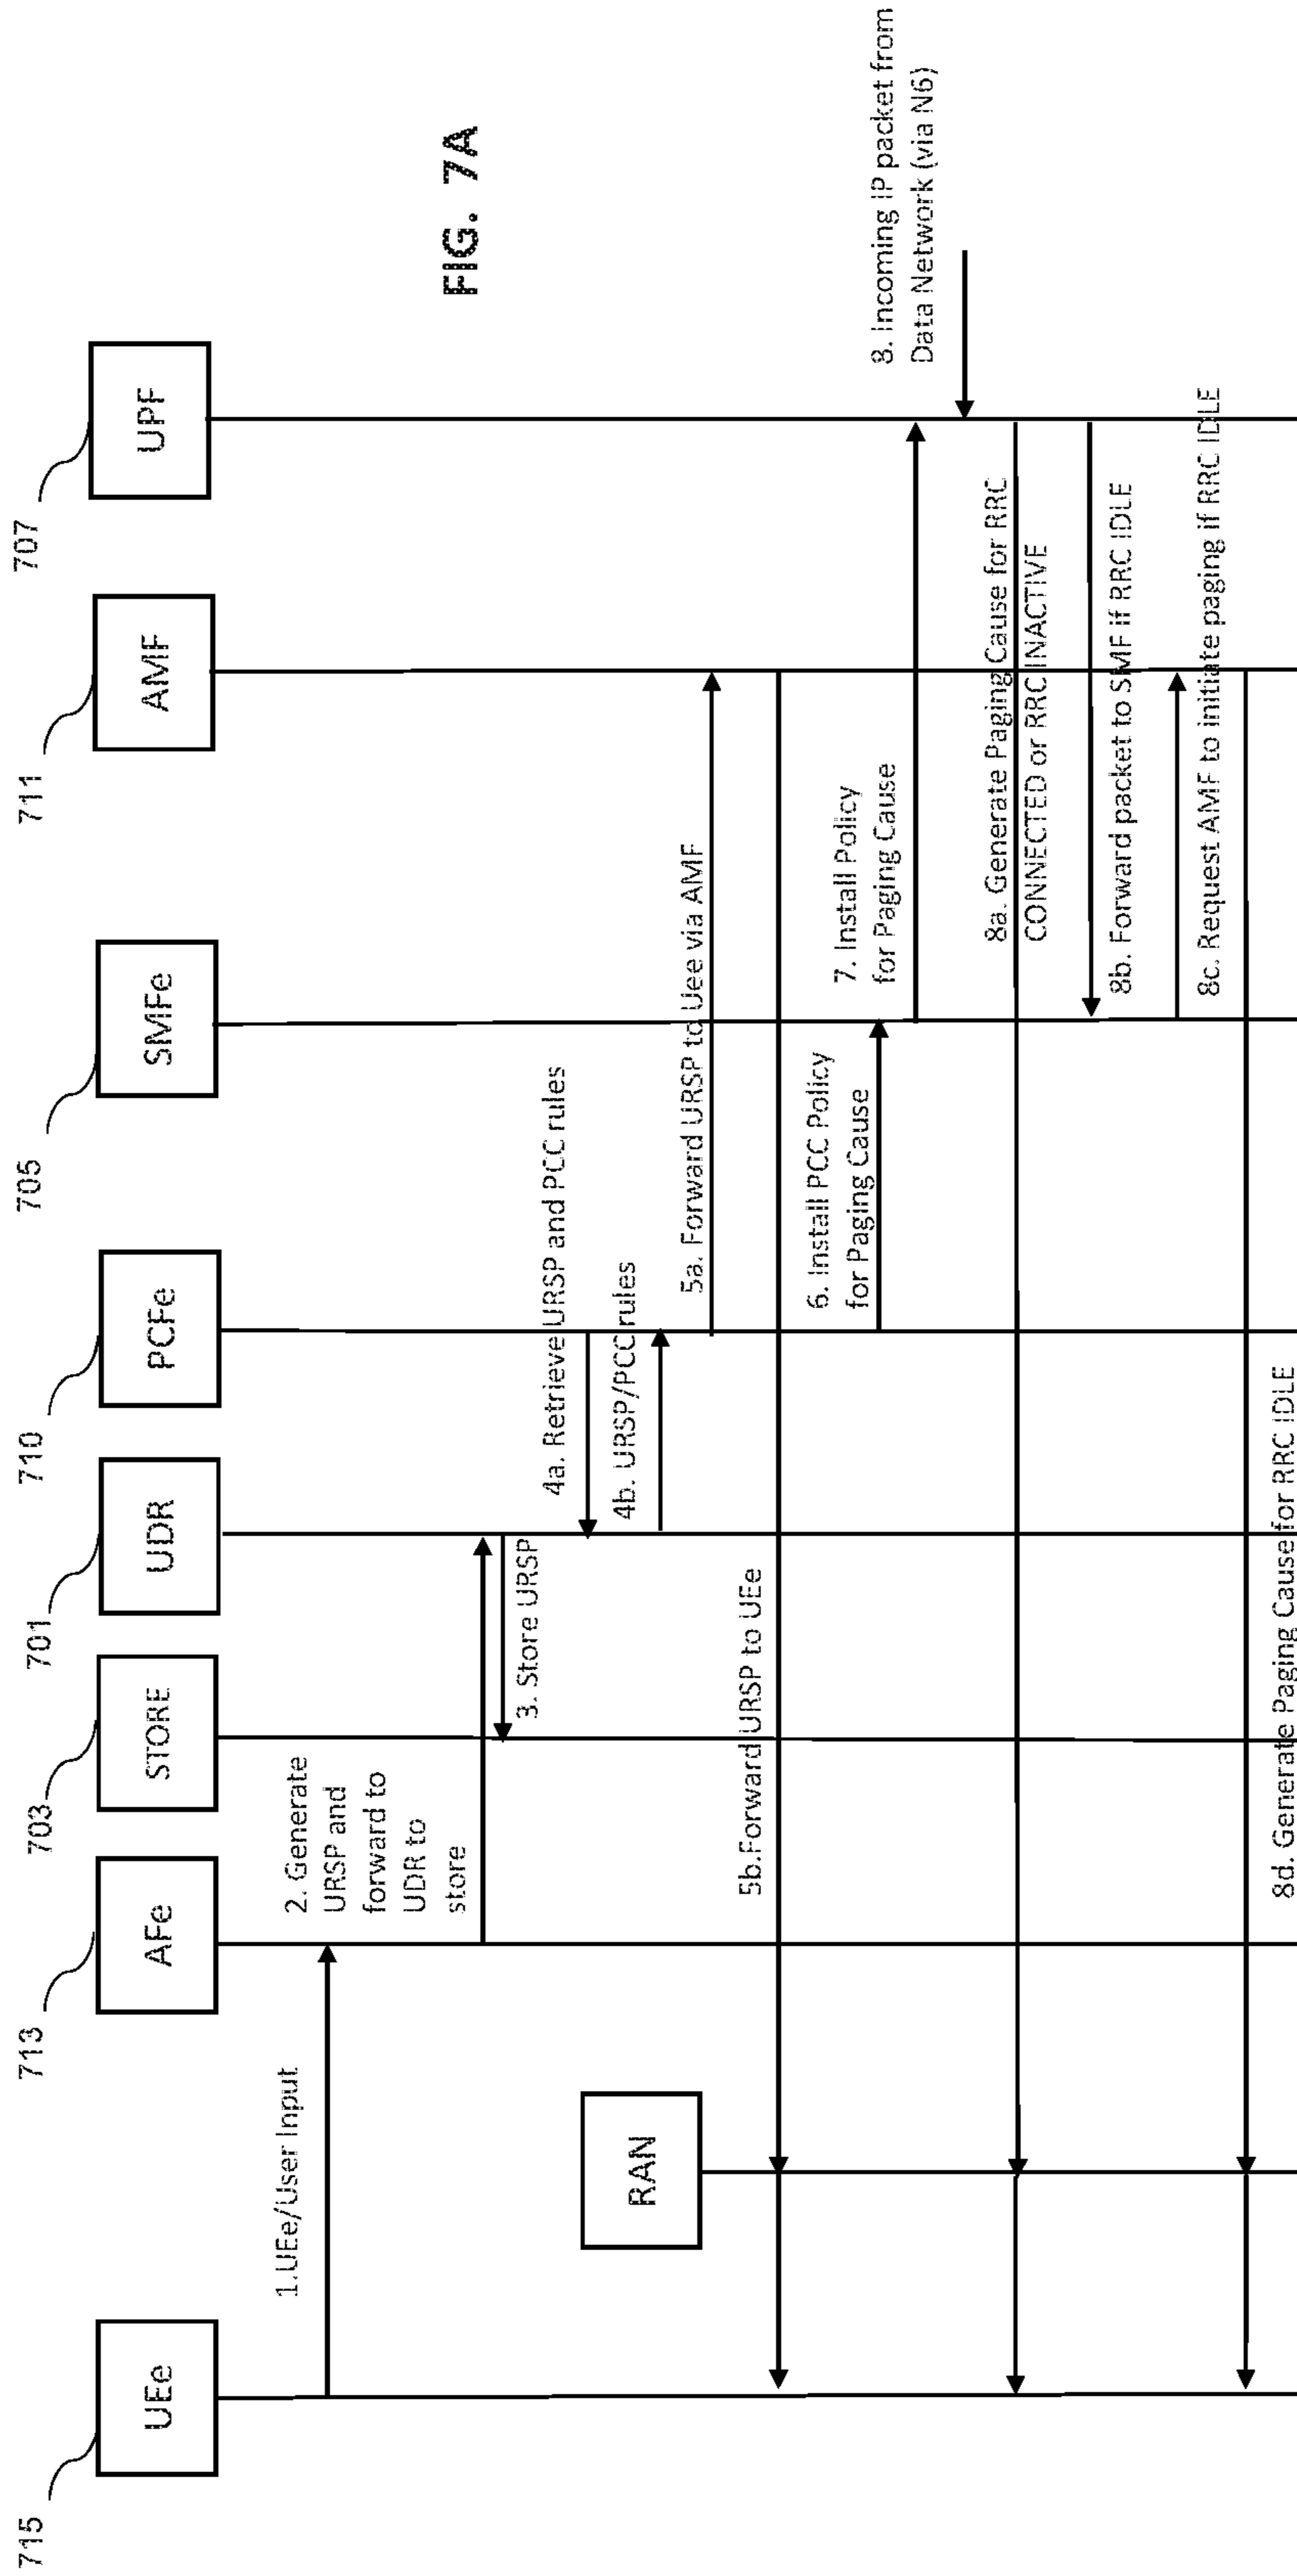 FIG. 7A
715
713
703
701
710
705
711
707
UEe
AFe
STORE
UDR
PCFe
SMFe
AMF
UPF
RAN
1.UEe/User Input
2. Generate
URSP and
forward to
UDR to
store
3. Store URSP
4a. Retrieve URSP and PCC rules
4b. URSP/PCC rules
5a. Forward URSP to Uee via AMF
5b.Forward URSP to UEe
6. Install PCC Policy
for Paging Cause
7. Install Policy
for Paging Cause
8. Incoming IP packet from
Data Network (via N6)
8a. Generate Paging Cause for RRC
CONNECTED or RRC INACTIVE
8b. Forward packet to SMF if RRC IDLE
8c. Request AMF to initiate paging if RRC IDLE
8d. Generate Paging Cause for RRC IDLE